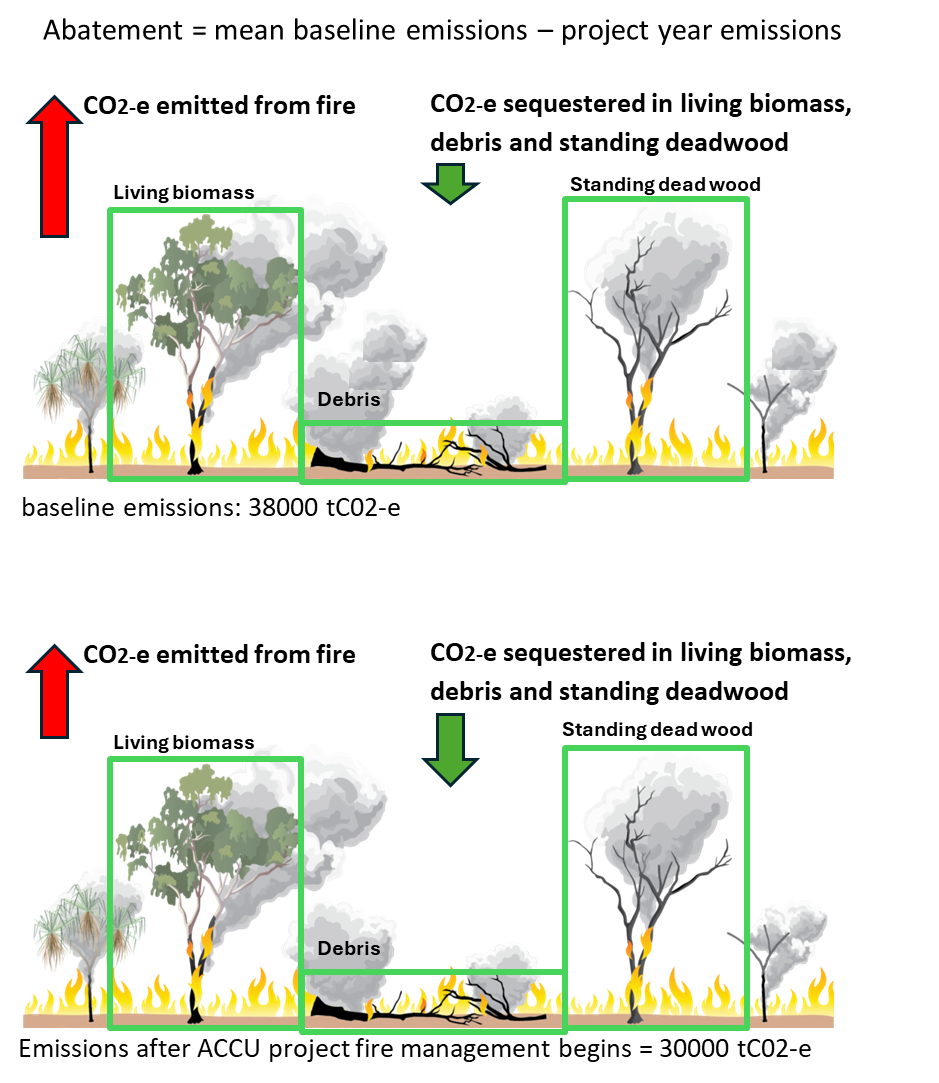 Abatement = mean baseline emissions – project year emissions
CO2-e emitted from fire
CO2-e sequestered in living biomass,
debris and standing deadwood
Living biomass
Standing dead wood
Debris
baseline emissions: 38000 tC02-e
CO2-e emitted from fire
CO2-e sequestered in living biomass,
debris and standing deadwood
Living biomass
Standing dead wood
Debris
Emissions after ACCU project fire management begins = 30000 tC02-e